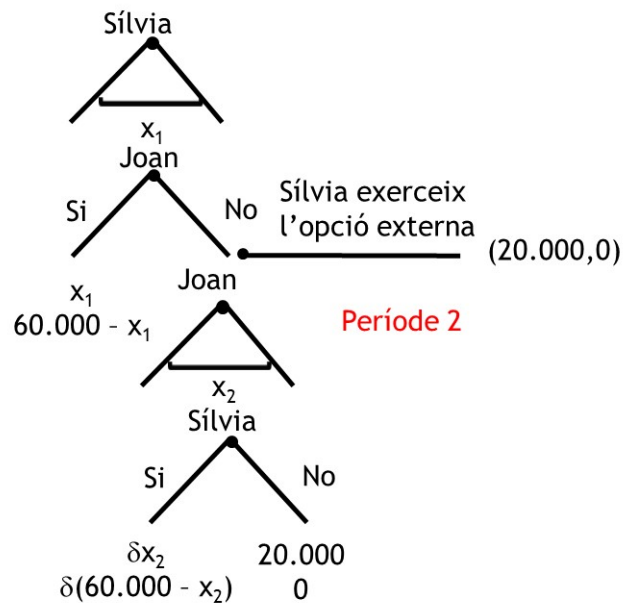 Sílvia
x₁
Joan
Si
No
Sílvia exerceix
l'opció externa
(20.000,0)
x₁
60.000 - x₁
Joan
Període 2
x₂
Sílvia
Si
No
δx₂
20.000
δ(60.000 - x₂)
0